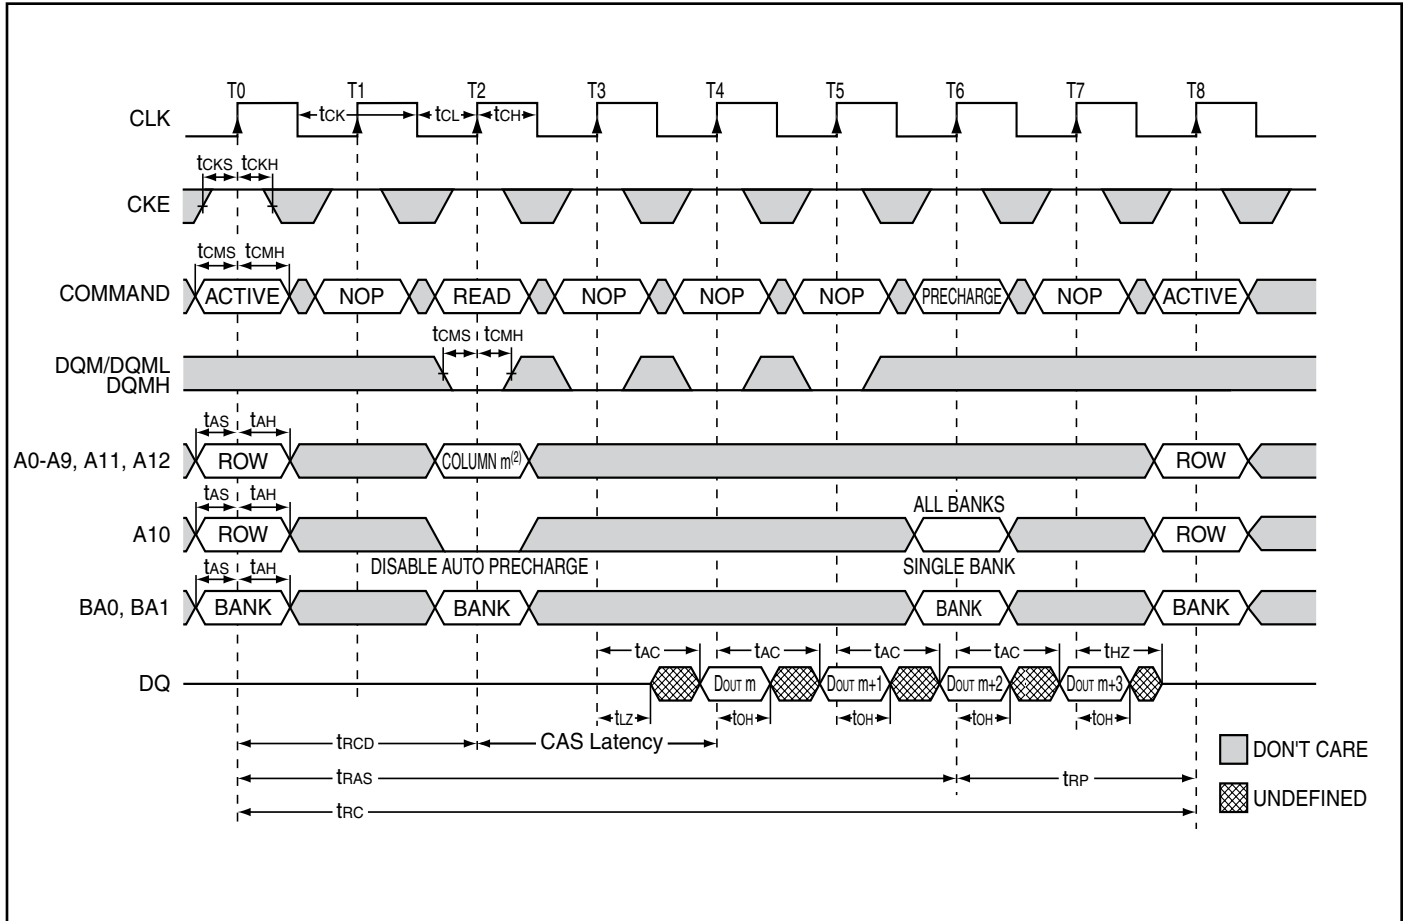 T0 T1 T2 T3 T4 T5 T6 T7 T8
CLK tCK tCL tCH
tCKS tCKH
CKE
tCMS tCMH
COMMAND ACTIVE NOP READ NOP NOP NOP PRECHARGE NOP ACTIVE
tCMS tCMH
DQM/DQML
DQMH
tAS tAH
A0-A9, A11, A12 ROW COLUMN m(2) ROW
tAS tAH ALL BANKS
A10 ROW ROW
DISABLE AUTO PRECHARGE SINGLE BANK
tAS tAH
BA0, BA1 BANK BANK BANK BANK
tAC tAC tAC tAC tHZ
DQ DOUT m DOUT m+1 DOUT m+2 DOUT m+3
tLZ tOH tOH tOH tOH
tRCD CAS Latency
DON'T CARE
tRAS tRP
UNDEFINED
tRC